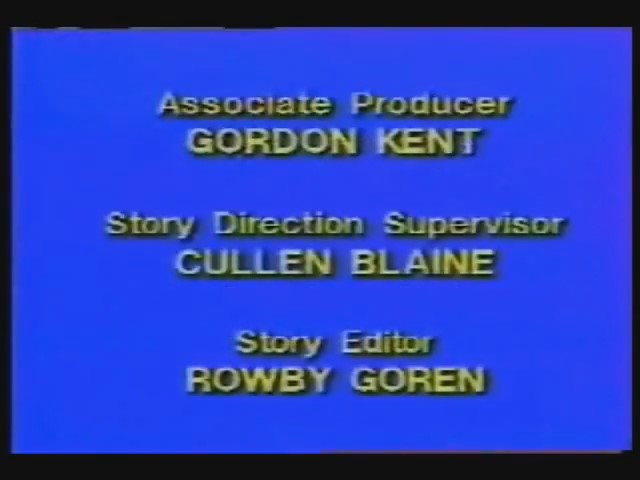 Associate Producer
GORDON KENT
Story Direction Supervisor
CULLEN BLAINE
Story Editor
ROWBY GOREN